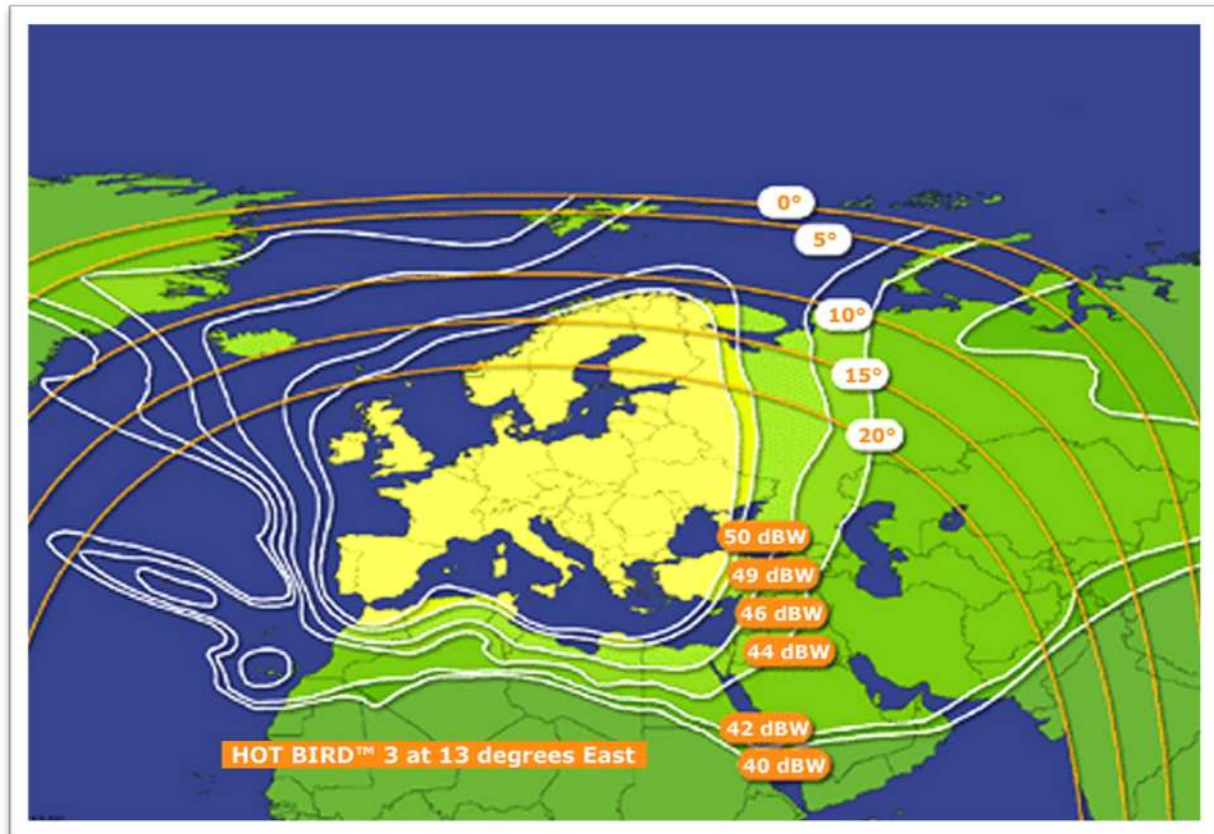 0°
5°
10°
15°
20°
50 dBW
49 dBW
46 dBW
44 dBW
42 dBW
40 dBW
HOT BIRD™ 3 at 13 degrees East